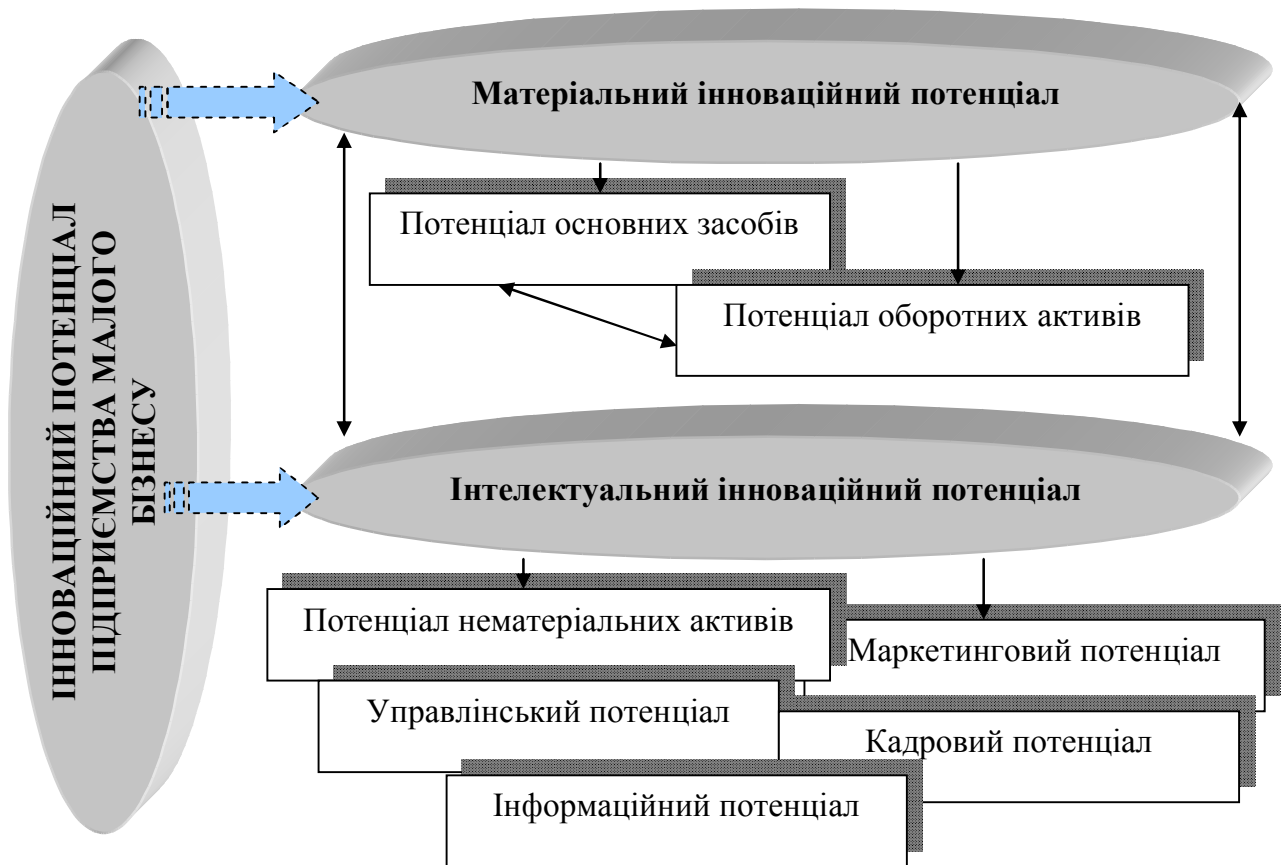 ІННОВАЦІЙНИЙ ПОТЕНЦІАЛ
ПІДПРИЄМСТВА МАЛОГО
БІЗНЕСУ
Матеріальний інноваційний потенціал
Потенціал основних засобів
Потенціал оборотних активів
Інтелектуальний інноваційний потенціал
Потенціал нематеріальних активів
Маркетинговий потенціал
Управлінський потенціал
Кадровий потенціал
Інформаційний потенціал